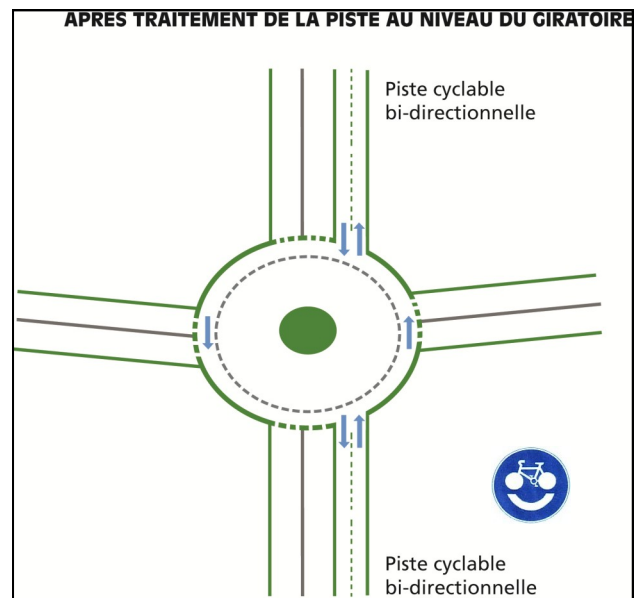 APRES TRAITEMENT DE LA PISTE AU NIVEAU DU GIRATOIRE
Piste cyclable
bi-directionnelle
Piste cyclable
bi-directionnelle